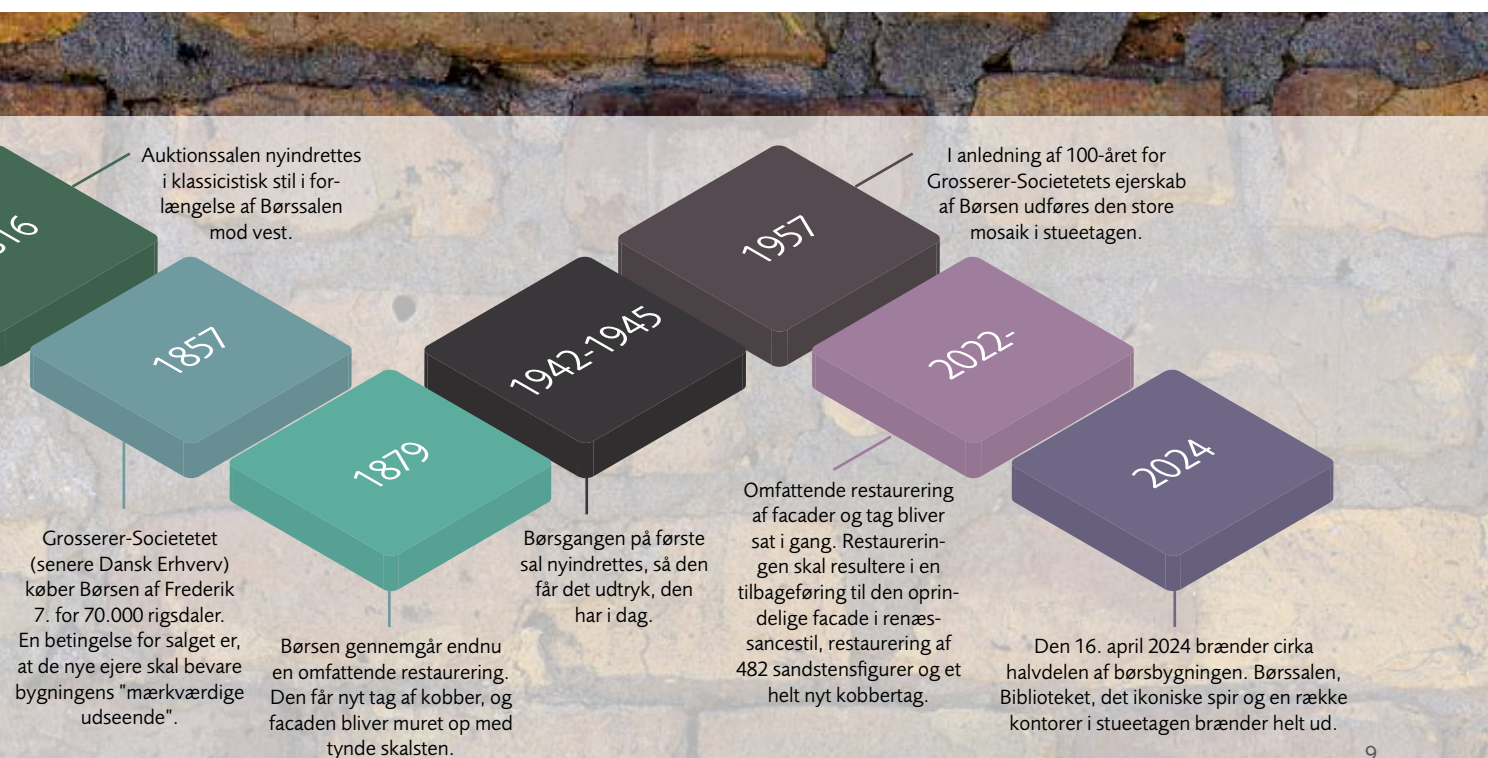 Auktionssalen nyindrettes
i klassicistisk stil i for-
længelse af Børssalen
mod vest.
1857
Grosserer-Societetet
(senere Dansk Erhverv)
køber Børsen af Frederik
7. for 70.000 rigsdaler.
En betingelse for salget er,
at de nye ejere skal bevare
bygningens "mærkværdige
udseende".
1879
Børsen gennemgår endnu
en omfattende restaurering.
Den får nyt tag af kobber, og
facaden bliver muret op med
tynde skalsten.
1942-1945
Børsgangen på første
sal nyindrettes, så den
får det udtryk, den
har i dag.
1957
I anledning af 100-året for
Grosserer-Societetets ejerskab
af Børsen udføres den store
mosaik i stueetagen.
2022-
Omfattende restaurering
af facader og tag bliver
sat i gang. Restaurerin-
gen skal resultere i en
tilbageføring til den oprin-
delige facade i renæs-
sancestil, restaurering af
482 sandstensfigurer og et
helt nyt kobbertag.
2024
Den 16. april 2024 brænder cirka
halvdelen af børsbygningen. Børssalen,
Biblioteket, det ikoniske spir og en række
kontorer i stueetagen brænder helt ud.
9